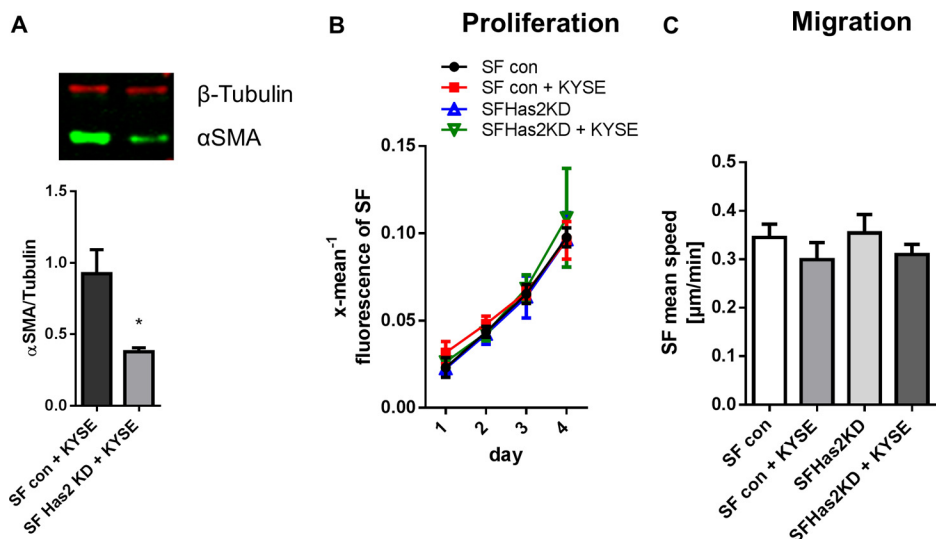 A
β-Tubulin
αSMA
αSMA/Tubulin
1.5
1.0
0.5
0.0
*
SF con + KYSE
SF Has2 KD + KYSE
B
Proliferation
SF con
SF con + KYSE
SFHas2KD
SFHas2KD + KYSE
x-mean⁻¹
fluorescence of SF
0.15
0.10
0.05
0.00
1 2 3 4
day
C
Migration
SF mean speed
[µm/min]
0.5
0.4
0.3
0.2
0.1
0.0
SF con
SF con + KYSE
SFHas2KD
SFHas2KD + KYSE